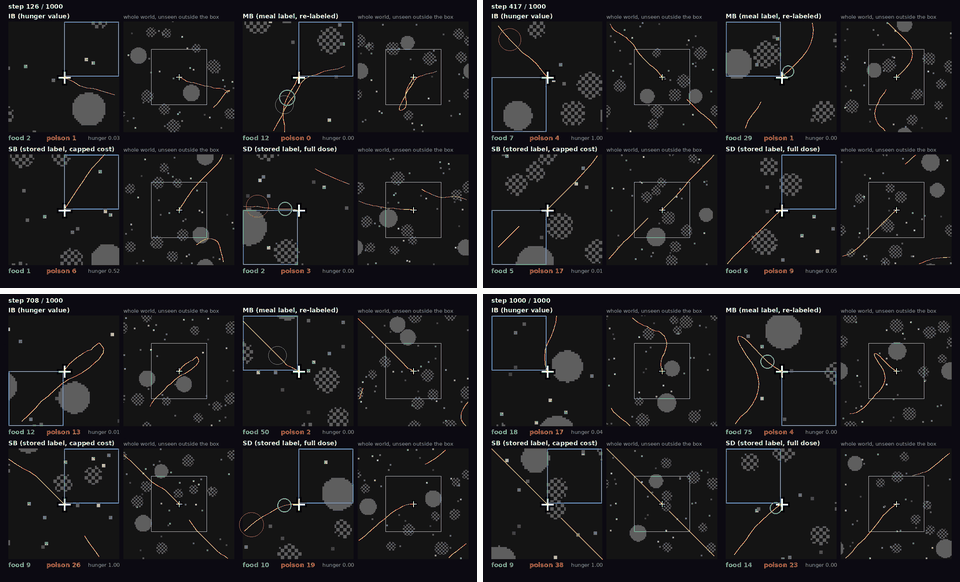 step 126 / 1000
IB (hunger value) whole world, unseen outside the box MB (meal label, re-labeled) whole world, unseen outside the box
food 2 poison 1 hunger 0.03 food 12 poison 0 hunger 0.00
SB (stored label, capped cost) whole world, unseen outside the box SD (stored label, full dose) whole world, unseen outside the box
food 1 poison 6 hunger 0.52 food 2 poison 3 hunger 0.00
step 417 / 1000
IB (hunger value) whole world, unseen outside the box MB (meal label, re-labeled) whole world, unseen outside the box
food 7 poison 4 hunger 1.00 food 29 poison 1 hunger 0.00
SB (stored label, capped cost) whole world, unseen outside the box SD (stored label, full dose) whole world, unseen outside the box
food 5 poison 17 hunger 0.01 food 6 poison 9 hunger 0.05
step 708 / 1000
IB (hunger value) whole world, unseen outside the box MB (meal label, re-labeled) whole world, unseen outside the box
food 12 poison 13 hunger 0.01 food 50 poison 2 hunger 0.00
SB (stored label, capped cost) whole world, unseen outside the box SD (stored label, full dose) whole world, unseen outside the box
food 9 poison 26 hunger 1.00 food 10 poison 19 hunger 0.00
step 1000 / 1000
IB (hunger value) whole world, unseen outside the box MB (meal label, re-labeled) whole world, unseen outside the box
food 18 poison 17 hunger 0.04 food 75 poison 4 hunger 0.00
SB (stored label, capped cost) whole world, unseen outside the box SD (stored label, full dose) whole world, unseen outside the box
food 9 poison 38 hunger 1.00 food 14 poison 23 hunger 0.00